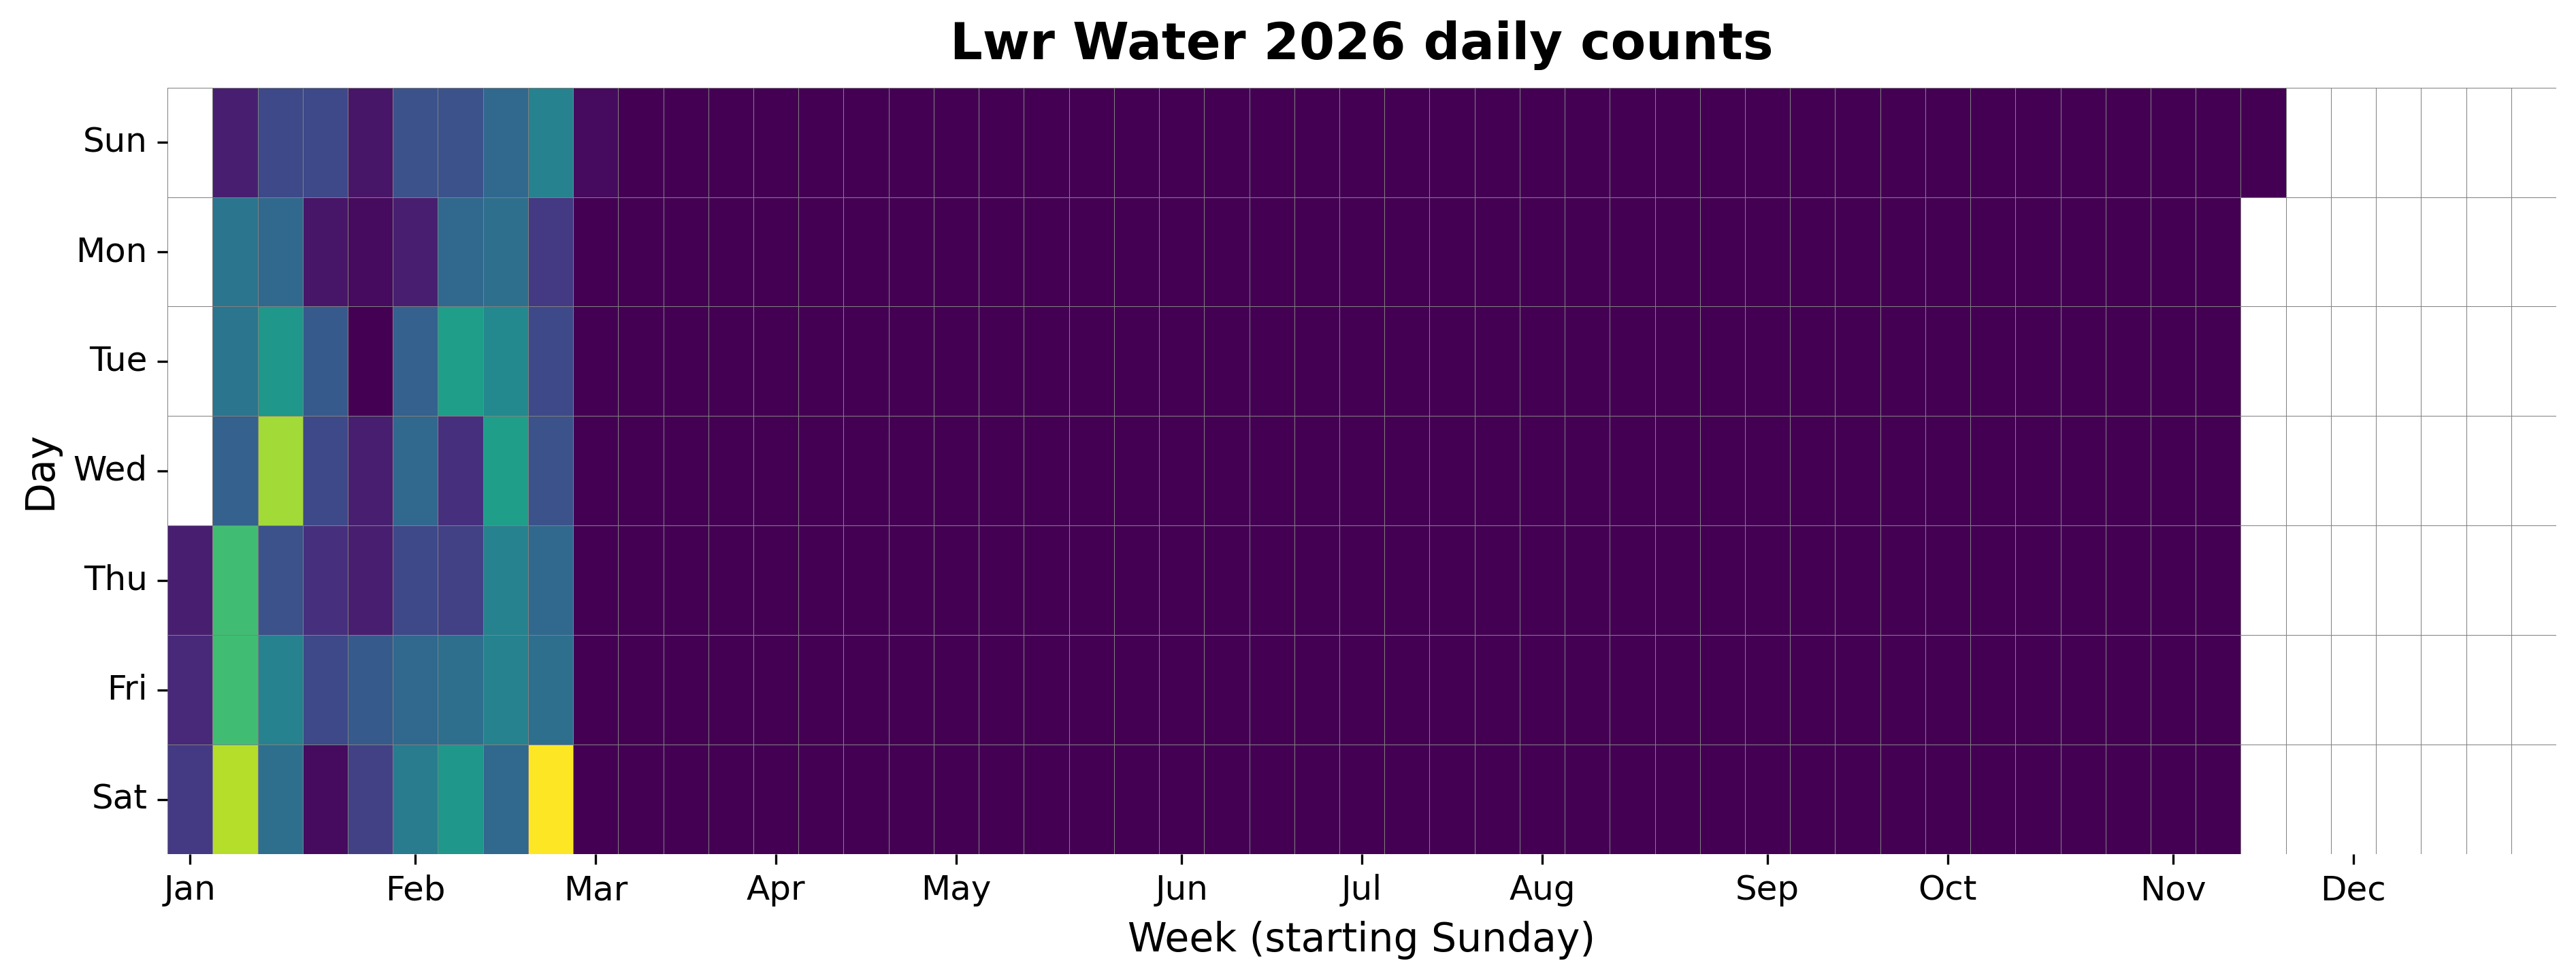 Lwr Water 2026 daily counts
Day
Sun
Mon
Tue
Wed
Thu
Fri
Sat
Jan Feb Mar Apr May Jun Jul Aug Sep Oct Nov Dec
Week (starting Sunday)